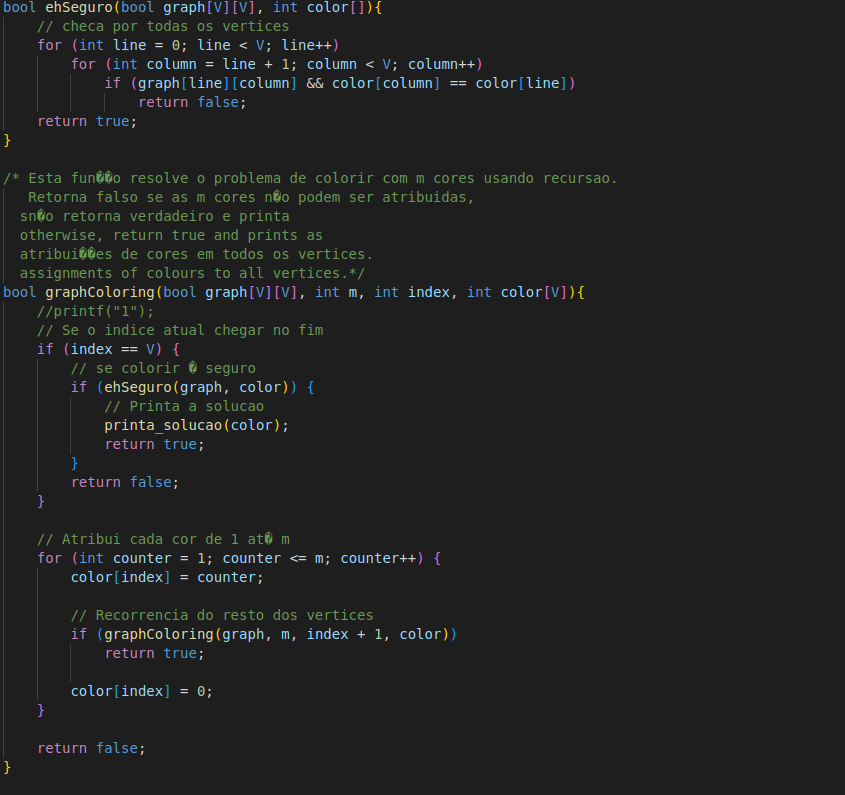 bool ehSeguro(bool graph[V][V], int color[]){
    // checa por todas os vertices
    for (int line = 0; line < V; line++)
        for (int column = line + 1; column < V; column++)
            if (graph[line][column] && color[column] == color[line])
                return false;
    return true;
}

/* Esta fun��o resolve o problema de colorir com m cores usando recursao.
   Retorna falso se as m cores n�o podem ser atribuidas,
  sn�o retorna verdadeiro e printa
  otherwise, return true and prints as
  atribui��es de cores em todos os vertices.
  assignments of colours to all vertices.*/
bool graphColoring(bool graph[V][V], int m, int index, int color[V]){
    //printf("1");
    // Se o indice atual chegar no fim
    if (index == V) {
        // se colorir � seguro
        if (ehSeguro(graph, color)) {
            // Printa a solucao
            printa_solucao(color);
            return true;
        }
        return false;
    }

    // Atribui cada cor de 1 at� m
    for (int counter = 1; counter <= m; counter++) {
        color[index] = counter;

        // Recorrencia do resto dos vertices
        if (graphColoring(graph, m, index + 1, color))
            return true;

        color[index] = 0;
    }

    return false;
}